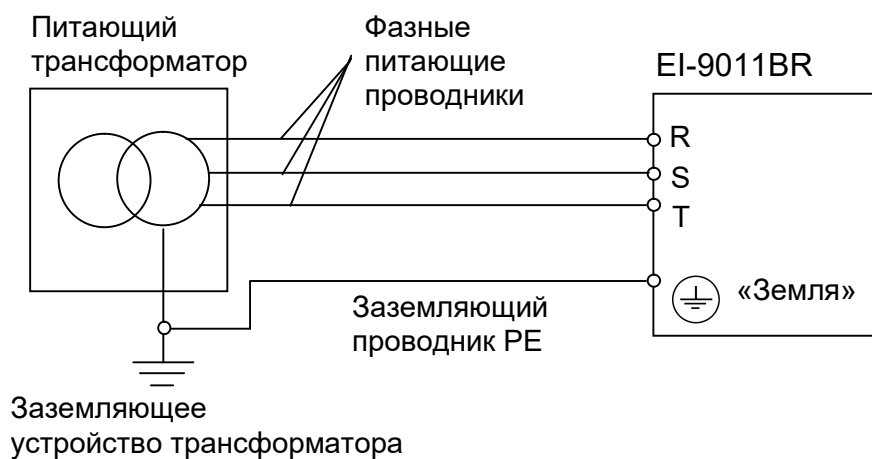 Питающий
трансформатор
Фазные
питающие
проводники
EI-9011BR
R
S
T
«Земля»
Заземляющий
проводник PE
Заземляющее
устройство трансформатора